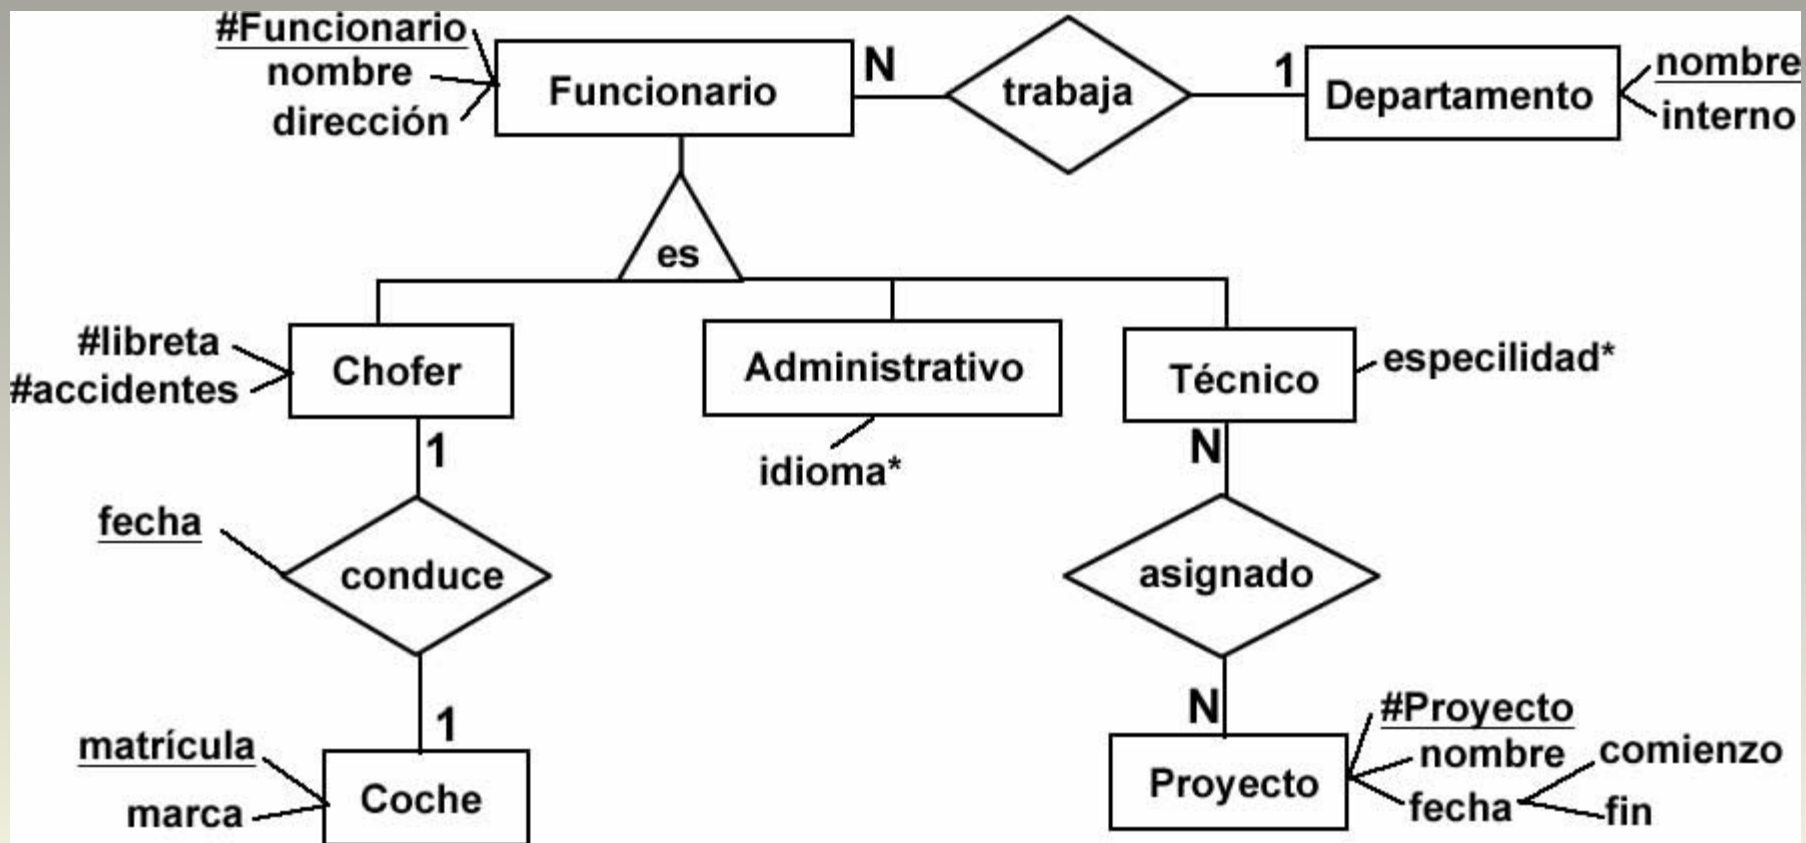 #Funcionario
nombre
dirección
Funcionario
N
trabaja
1
Departamento
nombre
interno
es
#libreta
#accidentes
Chofer
Administrativo
idioma*
Técnico
especilidad*
1
N
fecha
conduce
asignado
1
N
matrícula
marca
Coche
Proyecto
#Proyecto
nombre
fecha
comienzo
fin